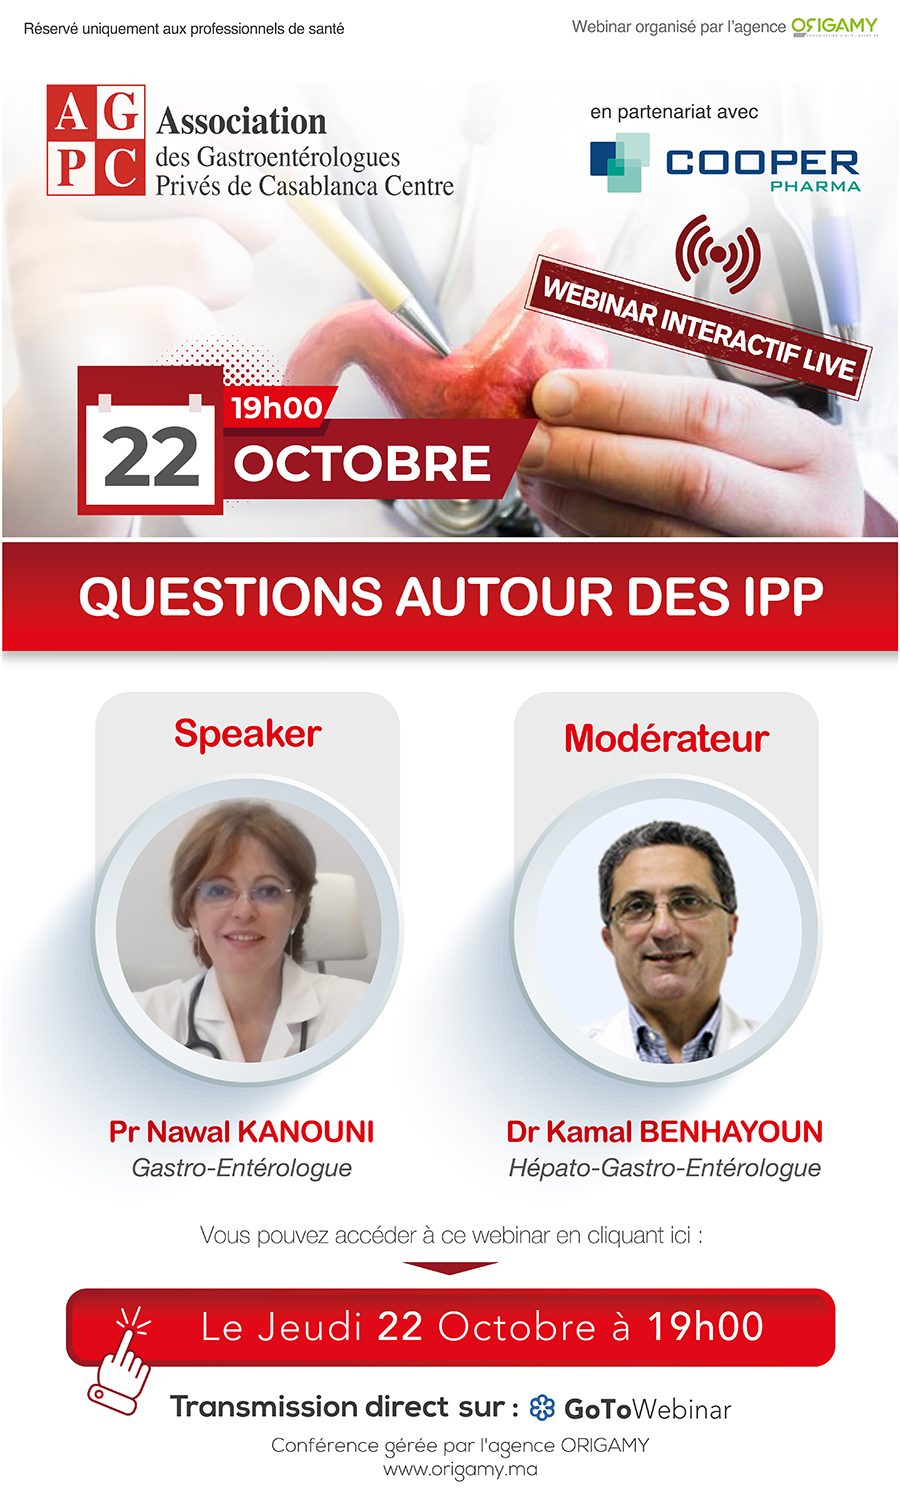 Réservé uniquement aux professionnels de santé
Webinar organisé par l'agence ORIGAMY
AGPC
Association
des Gastroentérologues
Privés de Casablanca Centre
en partenariat avec
COOPER
PHARMA
WEBINAR INTERACTIF LIVE
19h00
22
OCTOBRE
QUESTIONS AUTOUR DES IPP
Speaker
Modérateur
Pr Nawal KANOUNI
Gastro-Entérologue
Dr Kamal BENHAYOUN
Hépato-Gastro-Entérologue
Vous pouvez accéder à ce webinar en cliquant ici :
Le Jeudi 22 Octobre à 19h00
Transmission direct sur : GoToWebinar
Conférence gérée par l'agence ORIGAMY
www.origamy.ma